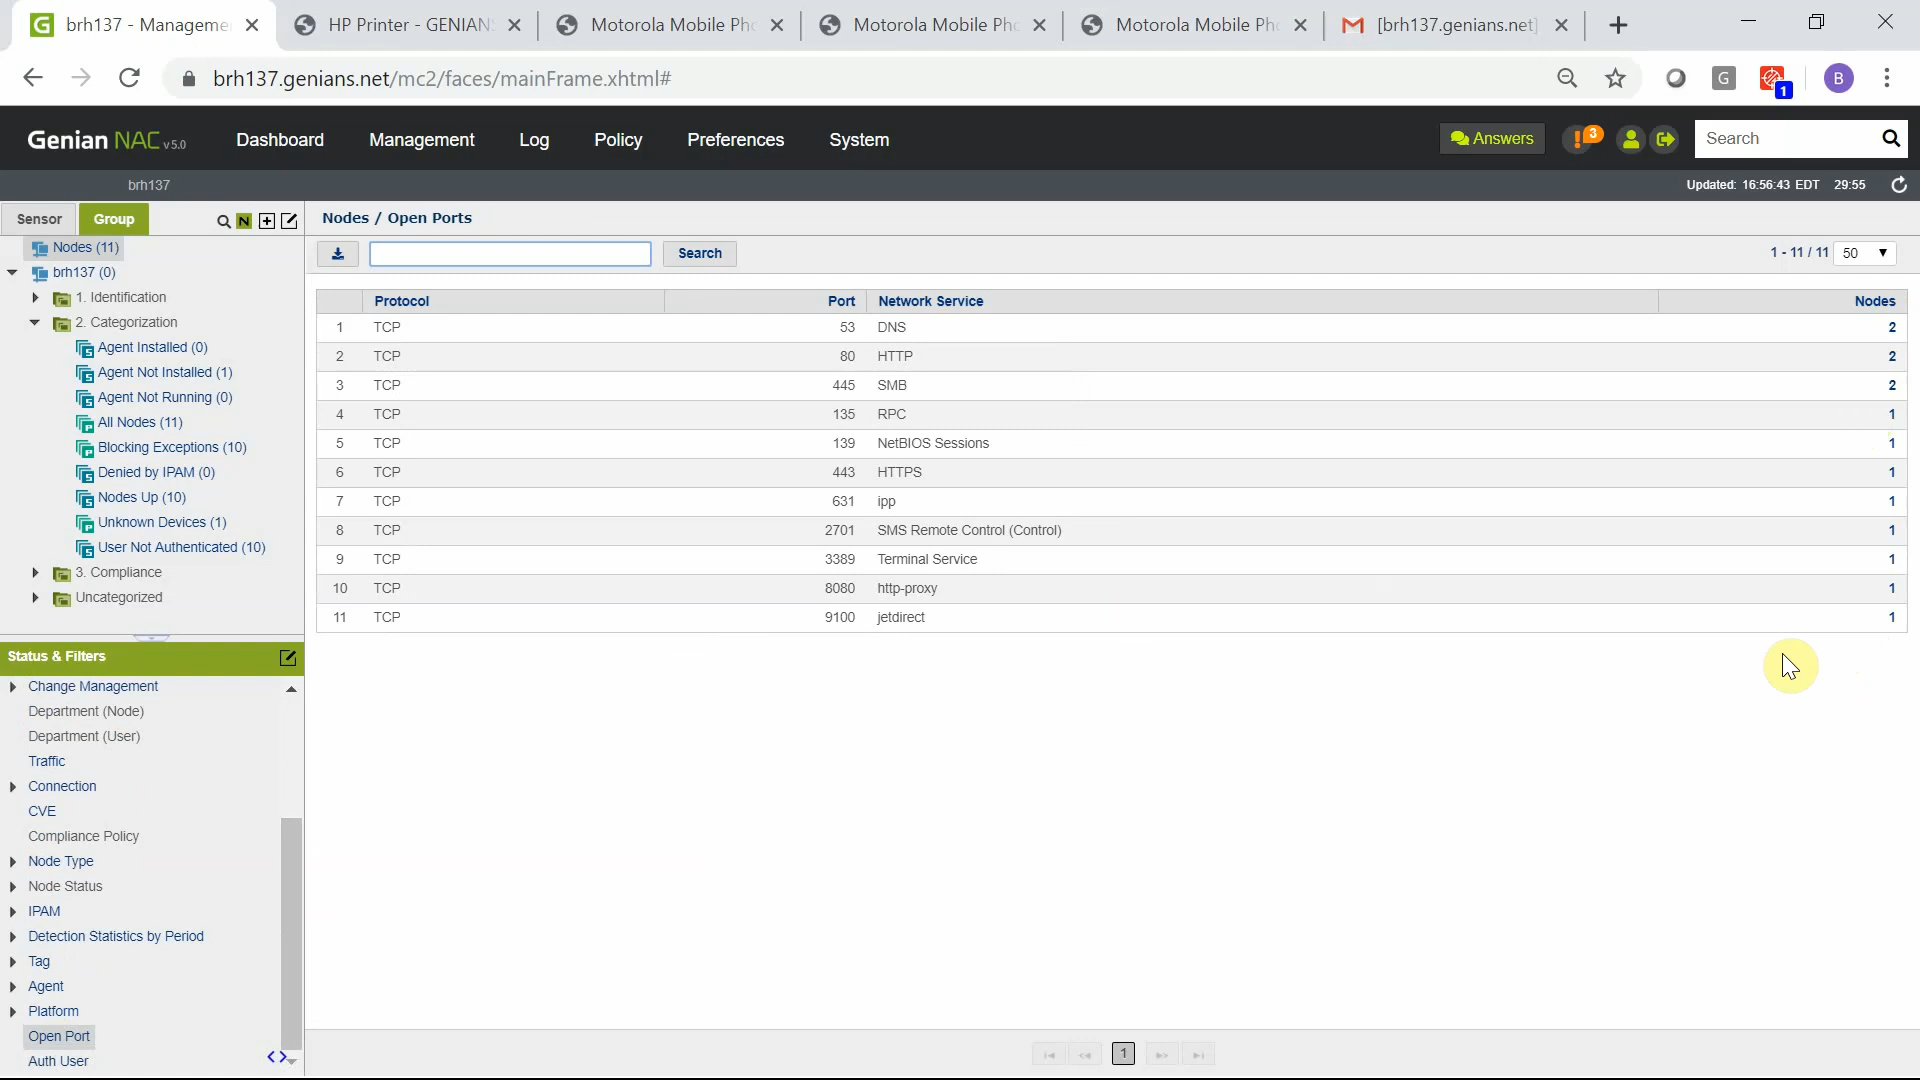 brh137 - Manageme
HP Printer - GENIANS
Motorola Mobile Pho
Motorola Mobile Pho
Motorola Mobile Pho
[brh137.genians.net]
brh137.genians.net/mc2/faces/mainFrame.xhtml#
G
1
B
Genian NAC v5.0
Dashboard
Management
Log
Policy
Preferences
System
Answers
3
Search
brh137
Updated: 16:56:43 EDT 29:55
Sensor
Group
N
Nodes / Open Ports
Search
1 - 11 / 11
50
Nodes (11)
brh137 (0)
1. Identification
2. Categorization
Agent Installed (0)
Agent Not Installed (1)
Agent Not Running (0)
All Nodes (11)
Blocking Exceptions (10)
Denied by IPAM (0)
Nodes Up (10)
Unknown Devices (1)
User Not Authenticated (10)
3. Compliance
Uncategorized
Protocol Port Network Service Nodes
1 TCP 53 DNS 2
2 TCP 80 HTTP 2
3 TCP 445 SMB 2
4 TCP 135 RPC 1
5 TCP 139 NetBIOS Sessions 1
6 TCP 443 HTTPS 1
7 TCP 631 ipp 1
8 TCP 2701 SMS Remote Control (Control) 1
9 TCP 3389 Terminal Service 1
10 TCP 8080 http-proxy 1
11 TCP 9100 jetdirect 1
Status & Filters
Change Management
Department (Node)
Department (User)
Traffic
Connection
CVE
Compliance Policy
Node Type
Node Status
IPAM
Detection Statistics by Period
Tag
Agent
Platform
Open Port
Auth User
1